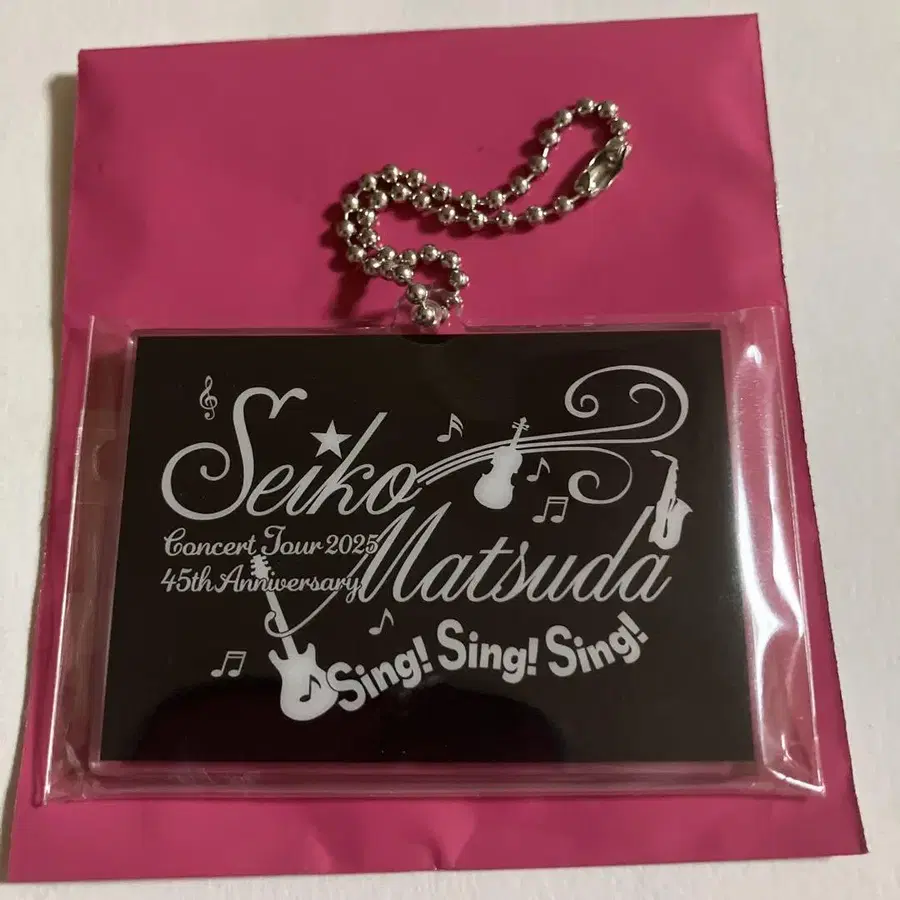 Seiko
Matsuda
Concert Tour 2025
45th Anniversary
Sing! Sing! Sing!